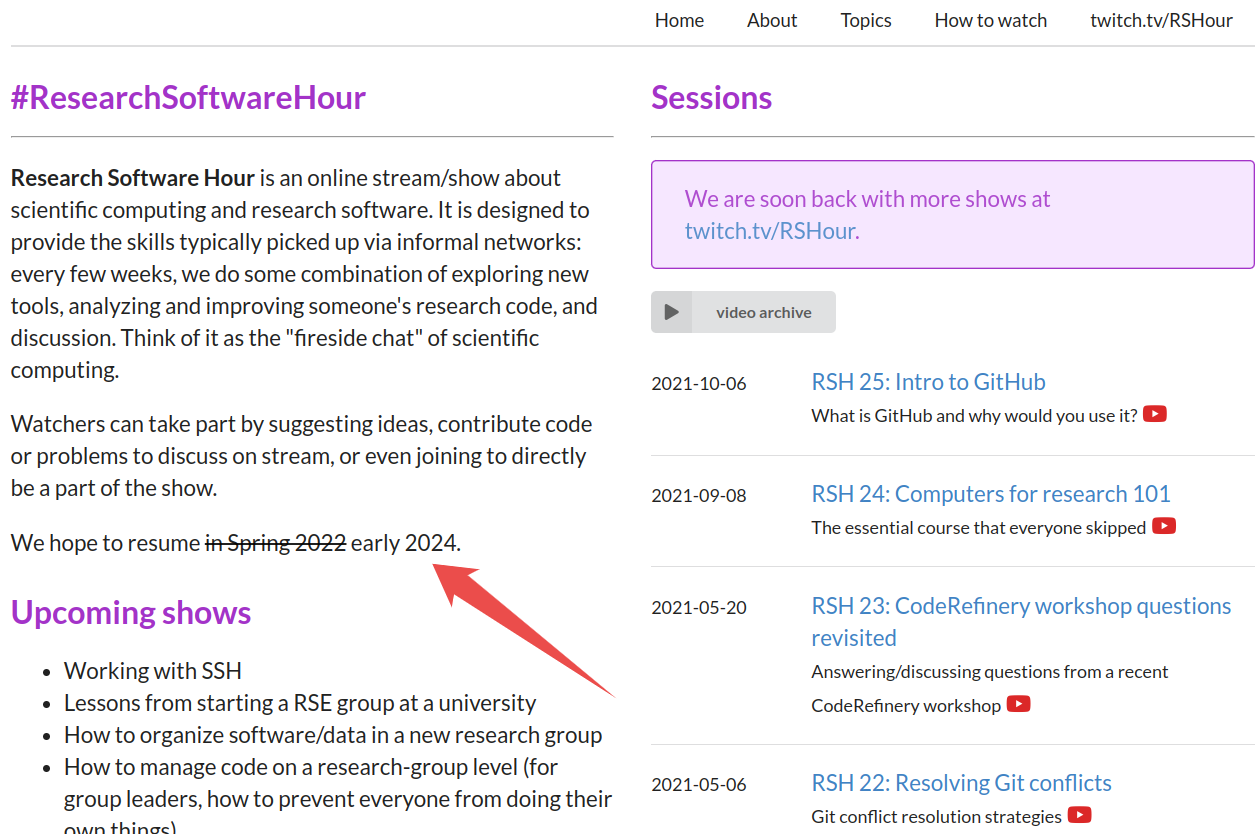 Home About Topics How to watch twitch.tv/RSHour
#ResearchSoftwareHour
Research Software Hour is an online stream/show about
scientific computing and research software. It is designed to
provide the skills typically picked up via informal networks:
every few weeks, we do some combination of exploring new
tools, analyzing and improving someone's research code, and
discussion. Think of it as the "fireside chat" of scientific
computing.
Watchers can take part by suggesting ideas, contribute code
or problems to discuss on stream, or even joining to directly
be a part of the show.
We hope to resume in Spring 2022 early 2024.
Upcoming shows
• Working with SSH
• Lessons from starting a RSE group at a university
• How to organize software/data in a new research group
• How to manage code on a research-group level (for
group leaders, how to prevent everyone from doing their
own things)
Sessions
We are soon back with more shows at
twitch.tv/RSHour.
video archive
2021-10-06 RSH 25: Intro to GitHub
What is GitHub and why would you use it?
2021-09-08 RSH 24: Computers for research 101
The essential course that everyone skipped
2021-05-20 RSH 23: CodeRefinery workshop questions
revisited
Answering/discussing questions from a recent
CodeRefinery workshop
2021-05-06 RSH 22: Resolving Git conflicts
Git conflict resolution strategies